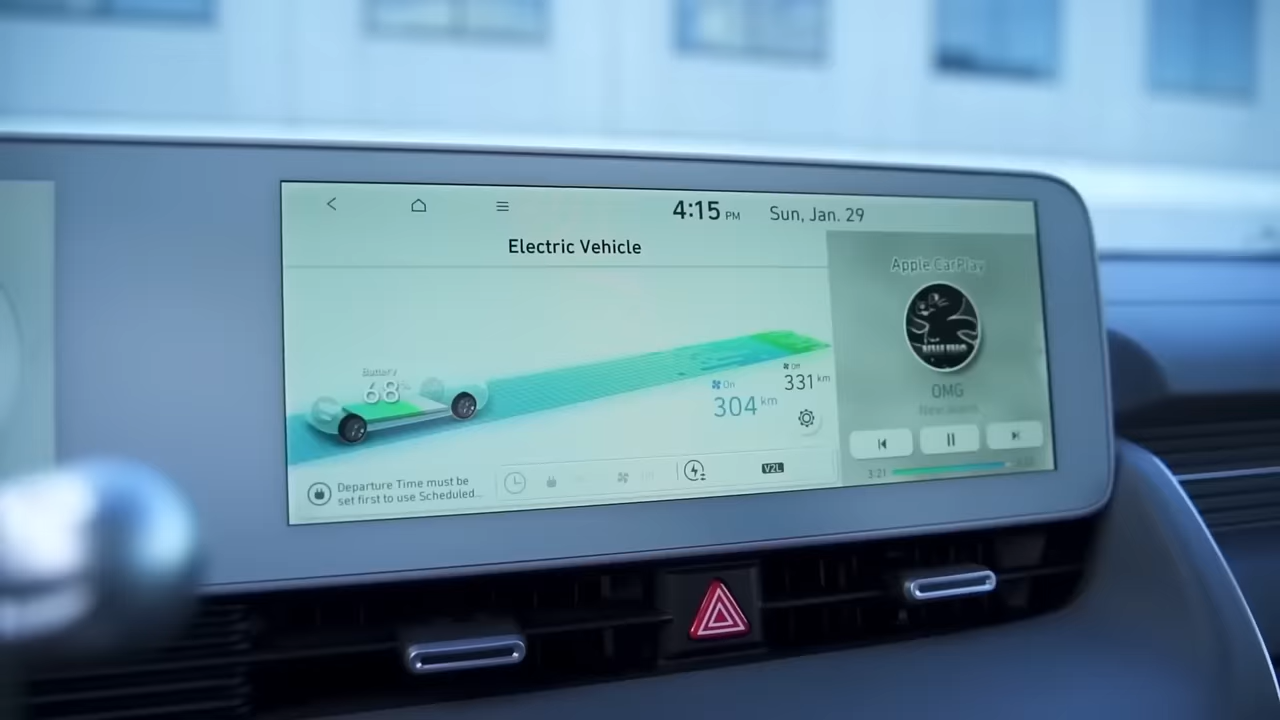 4:15 PM Sun, Jan. 29
Electric Vehicle
Apple CarPlay
Battery
68%
On
304 km
Off
331 km
OMG
Departure Time must be
set first to use Scheduled...
V2L
3:21